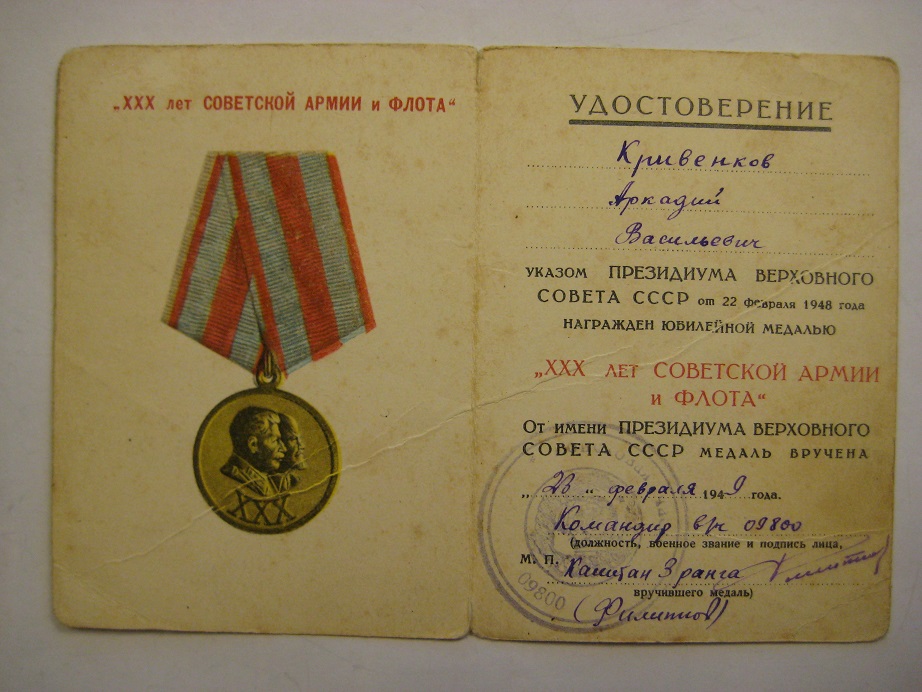 „XXX лет СОВЕТСКОЙ АРМИИ и ФЛОТА“
XXX
УДОСТОВЕРЕНИЕ
Кривенков
Аркадий
Васильевич
УКАЗОМ ПРЕЗИДИУМА ВЕРХОВНОГО
СОВЕТА СССР от 22 февраля 1948 года
НАГРАЖДЕН ЮБИЛЕЙНОЙ МЕДАЛЬЮ
„XXX ЛЕТ СОВЕТСКОЙ АРМИИ
и ФЛОТА“
От имени ПРЕЗИДИУМА ВЕРХОВНОГО
СОВЕТА СССР МЕДАЛЬ ВРУЧЕНА
„23“ февраля 1949 года.
Командир в/ч 09800
(должность, военное звание и подпись лица,
М. П. Капитан 3 ранга
вручившего медаль)
(Филиппов)